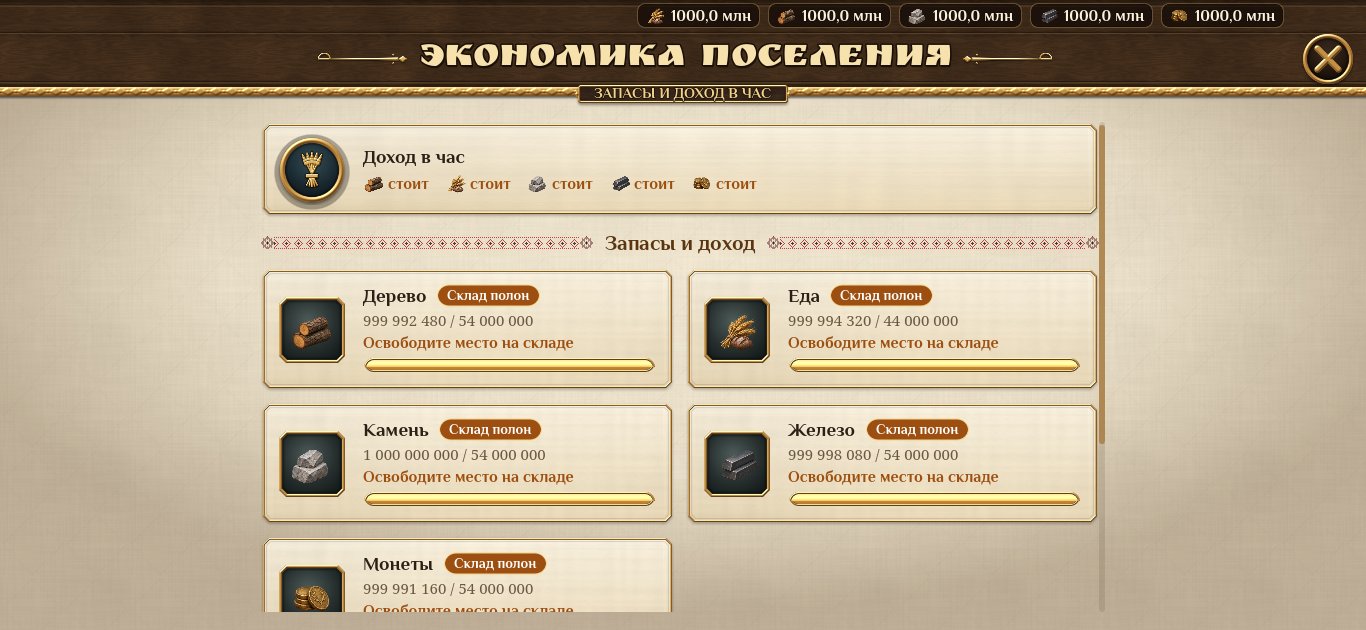 1000,0 млн 1000,0 млн 1000,0 млн 1000,0 млн 1000,0 млн
ЭКОНОМИКА ПОСЕЛЕНИЯ
ЗАПАСЫ И ДОХОД В ЧАС
Доход в час
стоит стоит стоит стоит стоит
Запасы и доход
Дерево Склад полон
999 992 480 / 54 000 000
Освободите место на складе
Еда Склад полон
999 994 320 / 44 000 000
Освободите место на складе
Камень Склад полон
1 000 000 000 / 54 000 000
Освободите место на складе
Железо Склад полон
999 998 080 / 54 000 000
Освободите место на складе
Монеты Склад полон
999 991 160 / 54 000 000
Освободите место на складе